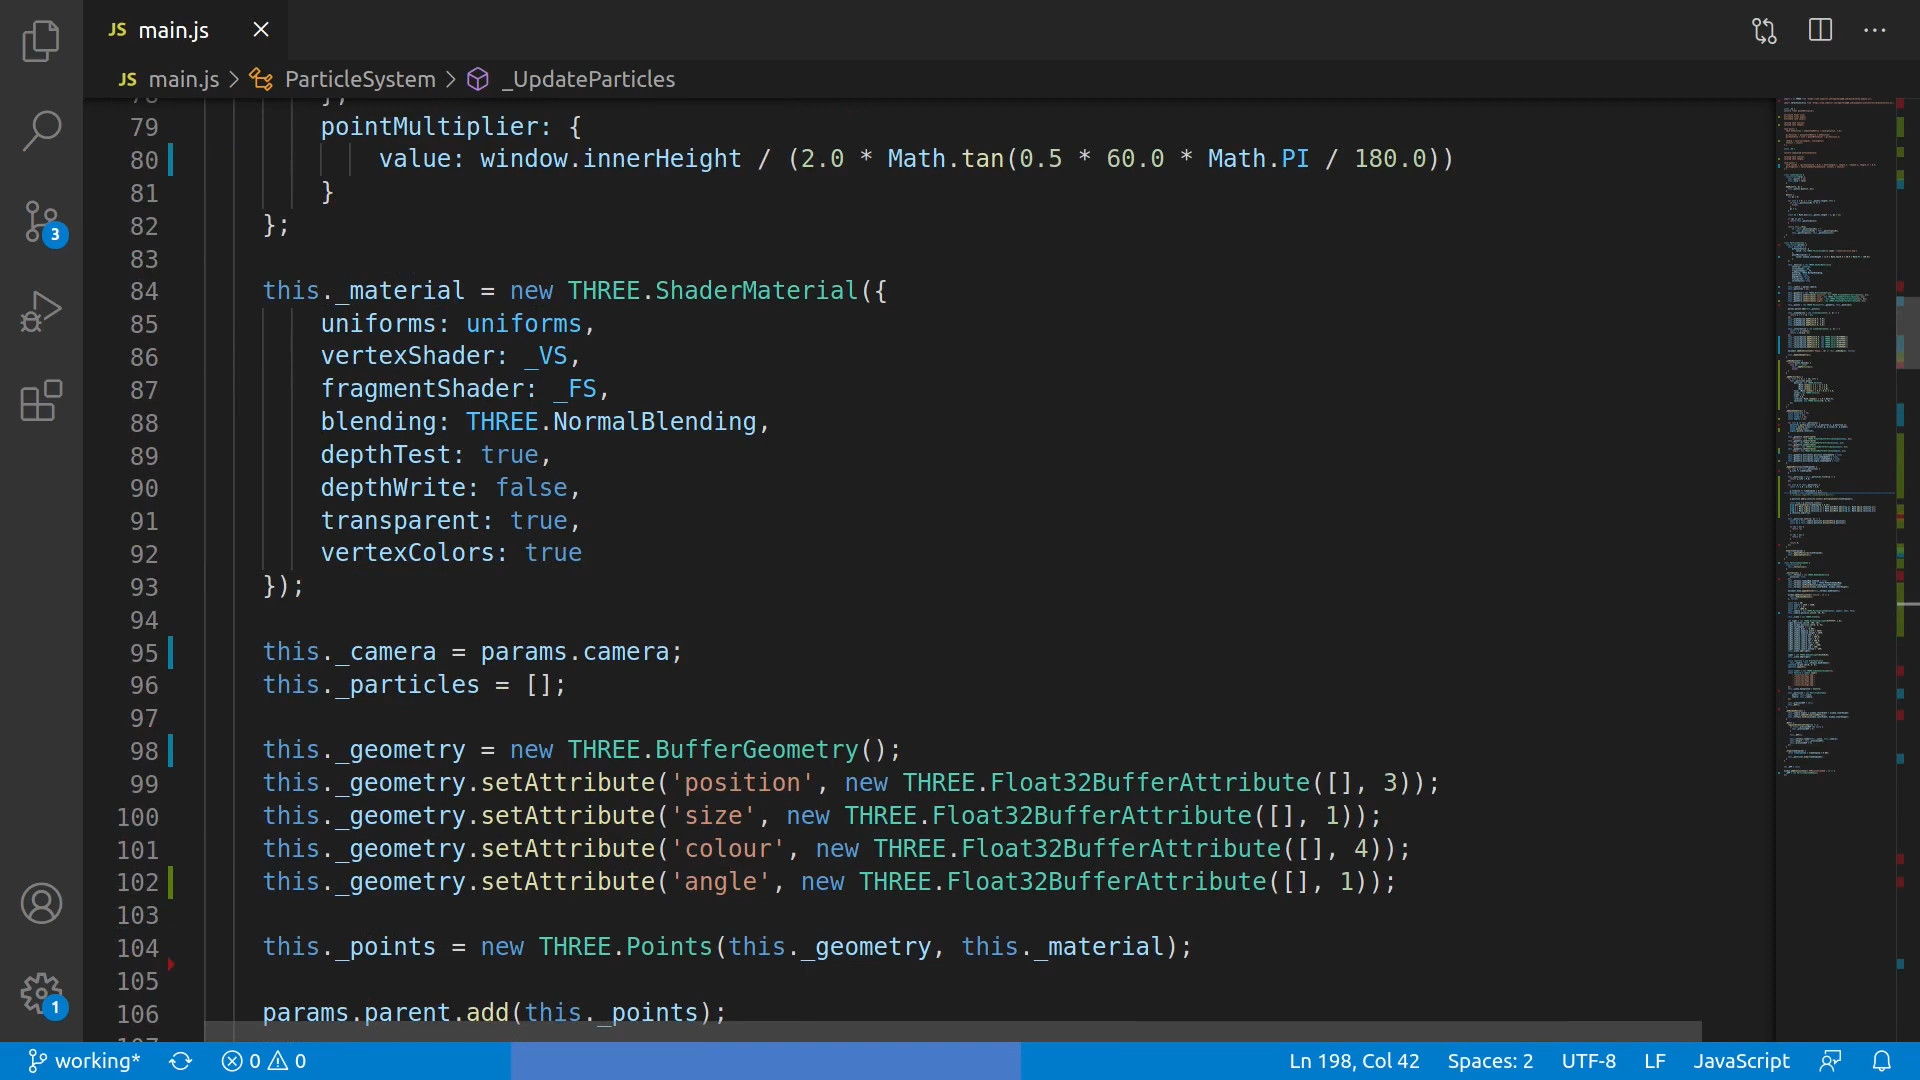 JS main.js
JS main.js > ParticleSystem > _UpdateParticles
79 pointMultiplier: {
80 value: window.innerHeight / (2.0 * Math.tan(0.5 * 60.0 * Math.PI / 180.0))
81 }
82 };
83
84 this._material = new THREE.ShaderMaterial({
85 uniforms: uniforms,
86 vertexShader: _VS,
87 fragmentShader: _FS,
88 blending: THREE.NormalBlending,
89 depthTest: true,
90 depthWrite: false,
91 transparent: true,
92 vertexColors: true
93 });
94
95 this._camera = params.camera;
96 this._particles = [];
97
98 this._geometry = new THREE.BufferGeometry();
99 this._geometry.setAttribute('position', new THREE.Float32BufferAttribute([], 3));
100 this._geometry.setAttribute('size', new THREE.Float32BufferAttribute([], 1));
101 this._geometry.setAttribute('colour', new THREE.Float32BufferAttribute([], 4));
102 this._geometry.setAttribute('angle', new THREE.Float32BufferAttribute([], 1));
103
104 this._points = new THREE.Points(this._geometry, this._material);
105
106 params.parent.add(this._points);
3
1
working* 0 0 Ln 198, Col 42 Spaces: 2 UTF-8 LF JavaScript